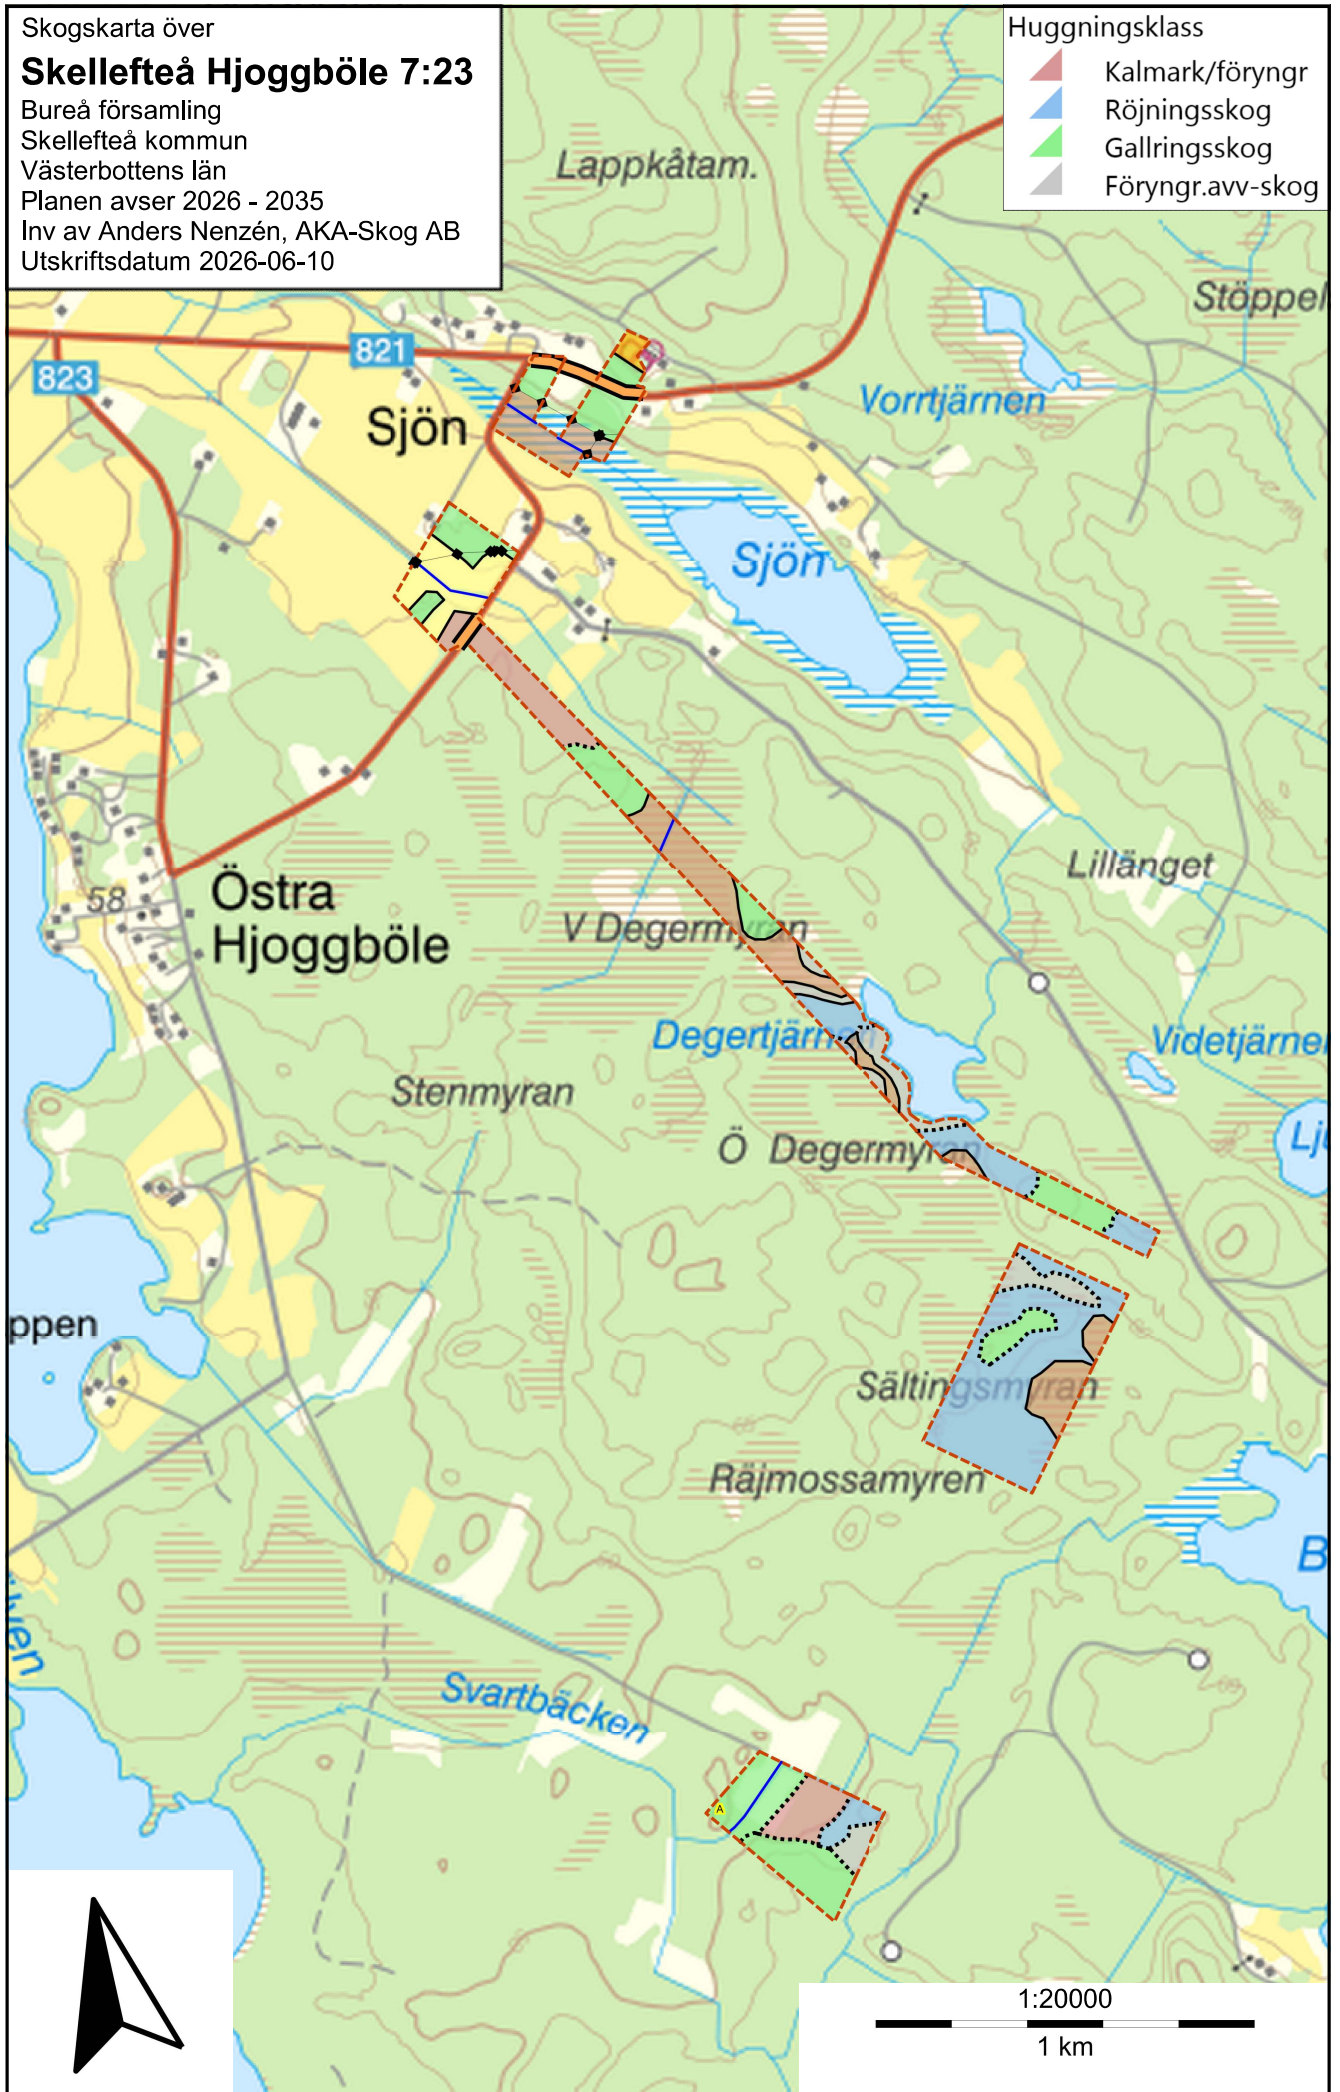 Skogskarta över
Skellefteå Hjoggböle 7:23
Bureå församling
Skellefteå kommun
Västerbottens län
Planen avser 2026 - 2035
Inv av Anders Nenzén, AKA-Skog AB
Utskriftsdatum 2026-06-10
Huggningsklass
Kalmark/föryngr
Röjningsskog
Gallringsskog
Föryngr.avv-skog
Lappkåtam.
Stöppel
821
823
Vorrtjärnen
Sjön
Sjön
Lillänget
58
Östra
Hjoggböle
V Degermyran
Degertjärnen
Videtjärne
Stenmyran
Ö Degermyran
Lju
ppen
Sältingsmyran
Räjmossamyren
B
Svartbäcken
A
1:20000
1 km